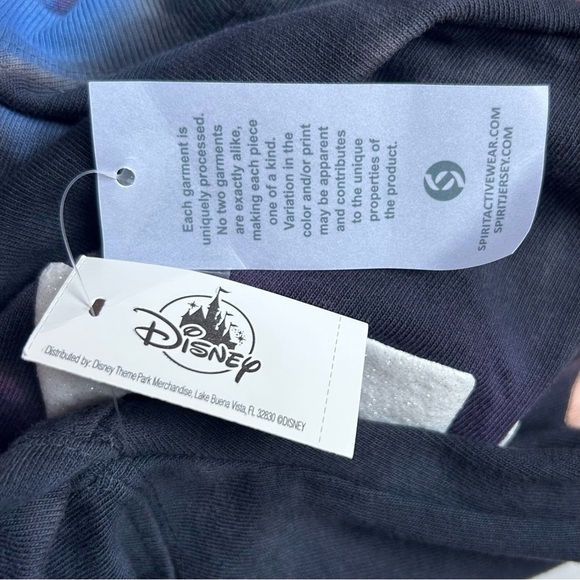 Each garment is
uniquely processed.
No two garments
are exactly alike,
making each piece
one of a kind.
Variation in the
color and/or print
may be apparent
and contributes
to the unique
properties of
the product.
SPIRITACTIVEWEAR.COM
SPIRITJERSEY.COM
Disney
Distributed by: Disney Theme Park Merchandise, Lake Buena Vista, FL 32830 ©DISNEY